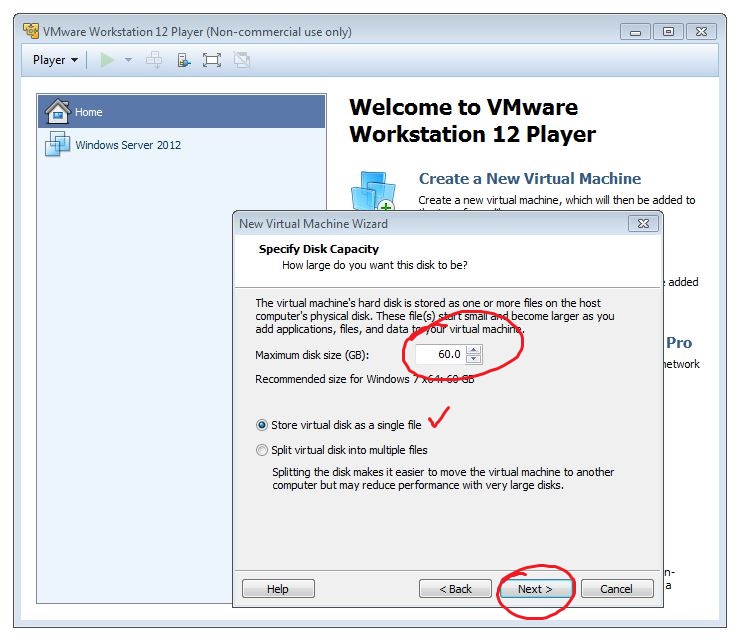 VMware Workstation 12 Player (Non-commercial use only)
Player
Home
Windows Server 2012
Welcome to VMware
Workstation 12 Player
Create a New Virtual Machine
Create a new virtual machine, which will then be added to
added
Pro
network
n-
a
New Virtual Machine Wizard
Specify Disk Capacity
How large do you want this disk to be?
The virtual machine's hard disk is stored as one or more files on the host
computer's physical disk. These file(s) start small and become larger as you
add applications, files, and data to your virtual machine.
Maximum disk size (GB): 60.0
Recommended size for Windows 7 x64: 60 GB
Store virtual disk as a single file
Split virtual disk into multiple files
Splitting the disk makes it easier to move the virtual machine to another
computer but may reduce performance with very large disks.
Help < Back Next > Cancel